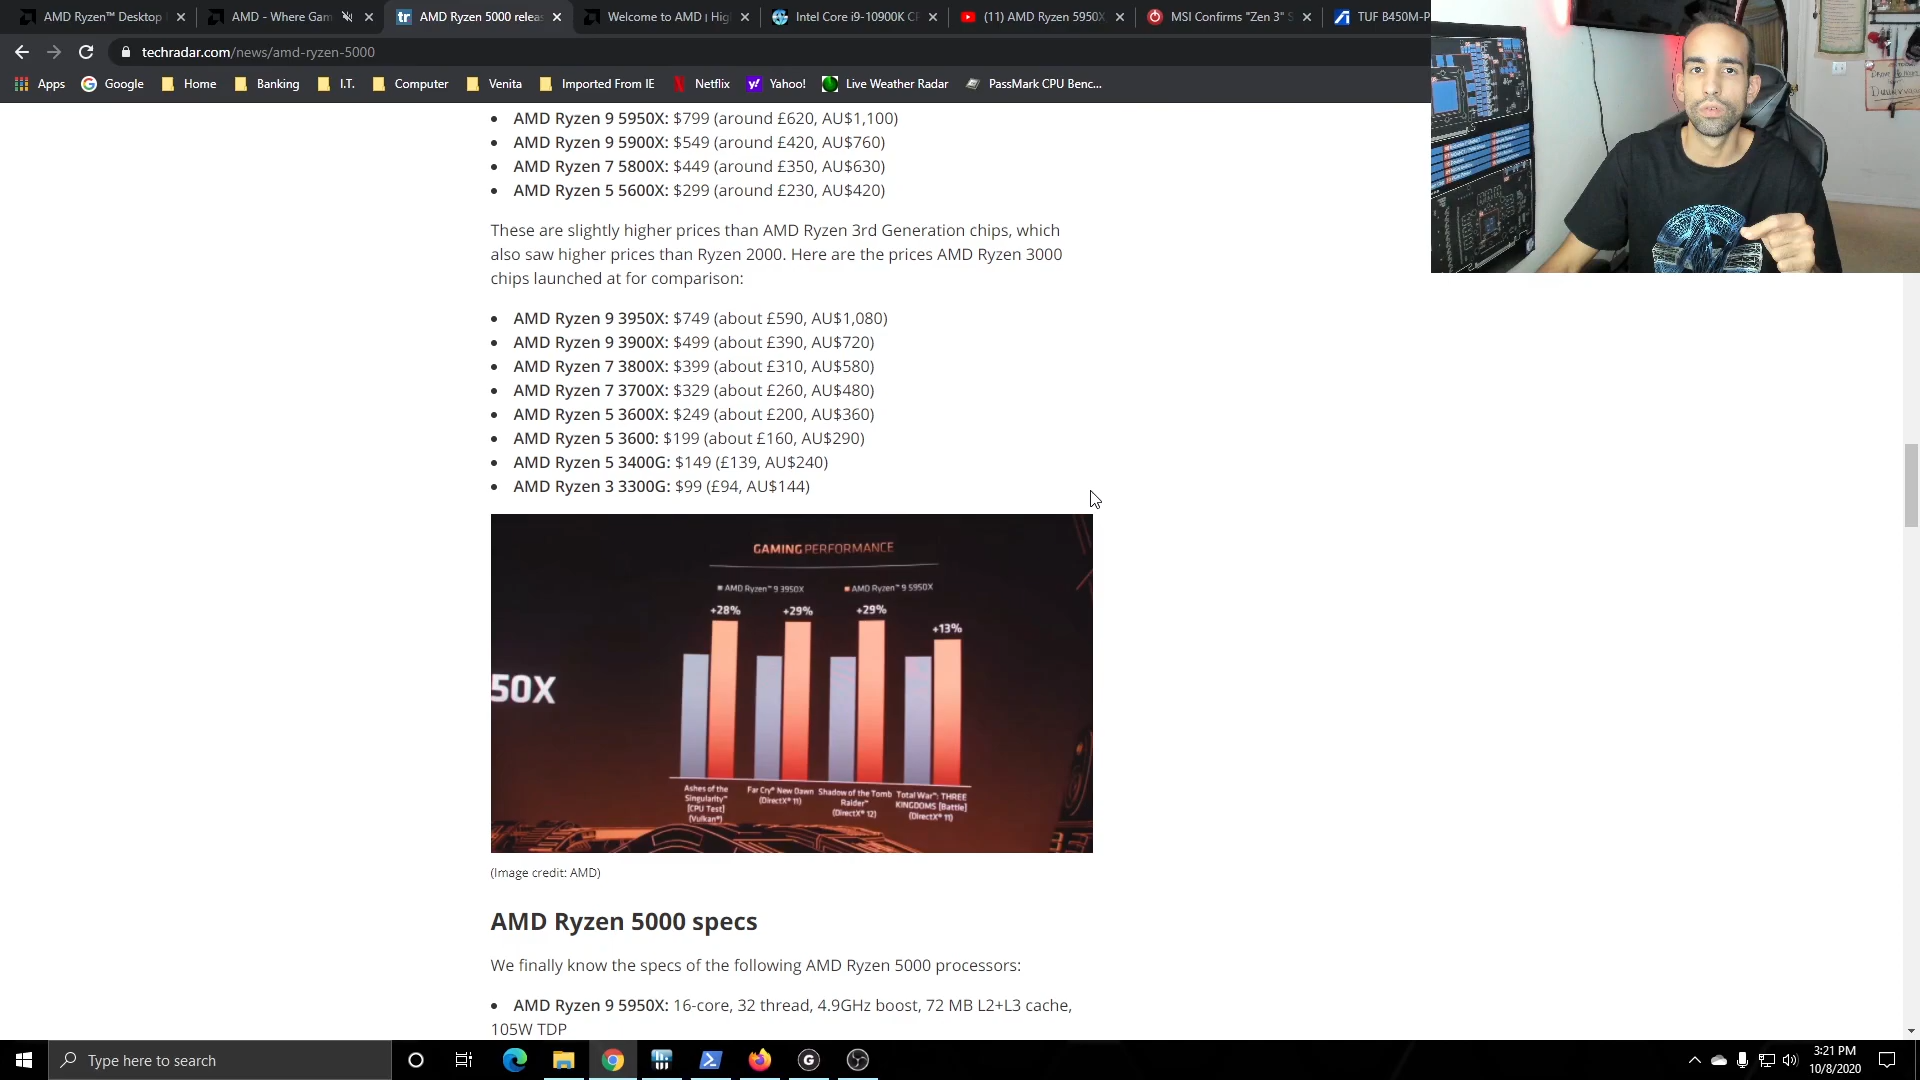 AMD Ryzen™ Desktop
AMD - Where Gam
AMD Ryzen 5000 relea
Welcome to AMD | Hig
Intel Core i9-10900K CP
(11) AMD Ryzen 5950X
MSI Confirms "Zen 3" S
TUF B450M-P
techradar.com/news/amd-ryzen-5000
Apps Google Home Banking I.T. Computer Venita Imported From IE Netflix Yahoo! Live Weather Radar PassMark CPU Benc...
• AMD Ryzen 9 5950X: $799 (around £620, AU$1,100)
• AMD Ryzen 9 5900X: $549 (around £420, AU$760)
• AMD Ryzen 7 5800X: $449 (around £350, AU$630)
• AMD Ryzen 5 5600X: $299 (around £230, AU$420)
These are slightly higher prices than AMD Ryzen 3rd Generation chips, which
also saw higher prices than Ryzen 2000. Here are the prices AMD Ryzen 3000
chips launched at for comparison:
• AMD Ryzen 9 3950X: $749 (about £590, AU$1,080)
• AMD Ryzen 9 3900X: $499 (about £390, AU$720)
• AMD Ryzen 7 3800X: $399 (about £310, AU$580)
• AMD Ryzen 7 3700X: $329 (about £260, AU$480)
• AMD Ryzen 5 3600X: $249 (about £200, AU$360)
• AMD Ryzen 5 3600: $199 (about £160, AU$290)
• AMD Ryzen 5 3400G: $149 (£139, AU$240)
• AMD Ryzen 3 3300G: $99 (£94, AU$144)
GAMING PERFORMANCE
AMD Ryzen™ 9 3950X AMD Ryzen™ 9 5950X
+28% +29% +29% +13%
50X
Ashes of the
Singularity™
[CPU Test]
(Vulkan®)
Far Cry® New Dawn
(DirectX® 11)
Shadow of the Tomb
Raider™
(DirectX® 12)
Total War™: THREE
KINGDOMS [Battle]
(DirectX® 11)
(Image credit: AMD)
AMD Ryzen 5000 specs
We finally know the specs of the following AMD Ryzen 5000 processors:
• AMD Ryzen 9 5950X: 16-core, 32 thread, 4.9GHz boost, 72 MB L2+L3 cache,
105W TDP
Type here to search
3:21 PM
10/8/2020